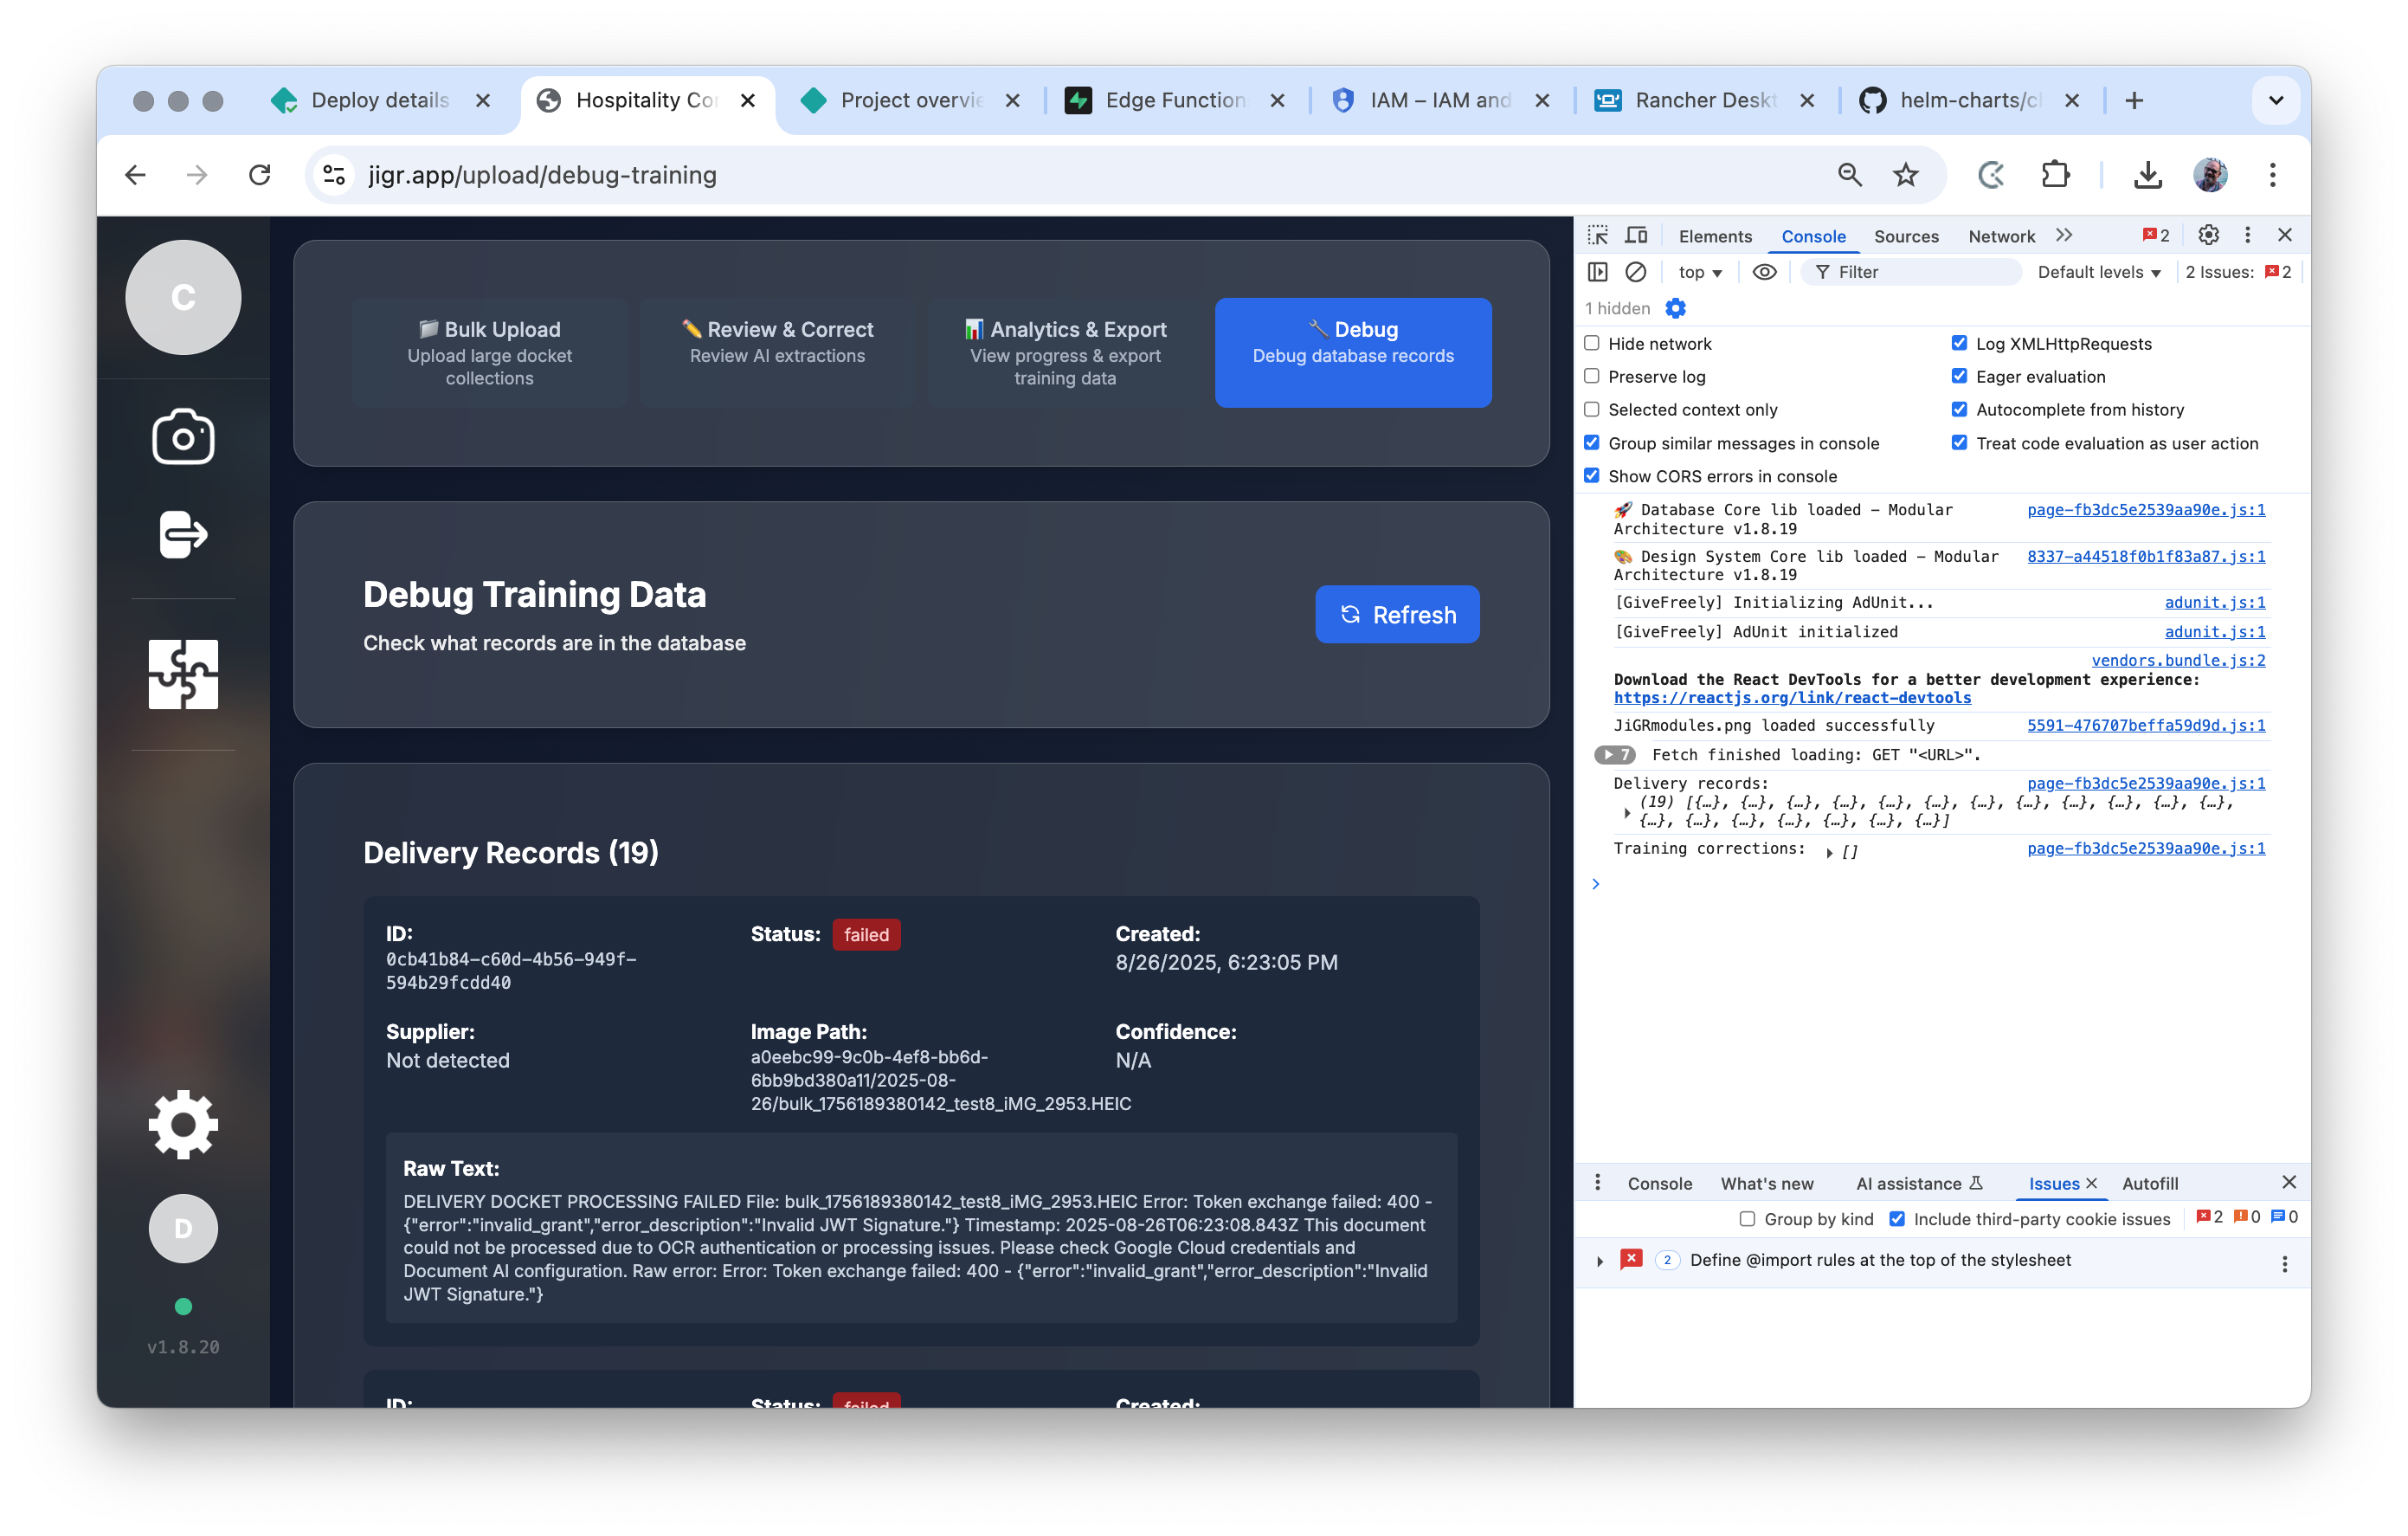 Deploy details
Hospitality Co
Project overvie
Edge Function
IAM – IAM and
Rancher Deskt
helm-charts/c
jigr.app/upload/debug-training
C
📁 Bulk Upload
Upload large docket
collections
✏️ Review & Correct
Review AI extractions
📊 Analytics & Export
View progress & export
training data
🔧 Debug
Debug database records
Debug Training Data
Check what records are in the database
Refresh
Delivery Records (19)
ID:
0cb41b84-c60d-4b56-949f-
594b29fcdd40
Status: failed
Created:
8/26/2025, 6:23:05 PM
Supplier:
Not detected
Image Path:
a0eebc99-9c0b-4ef8-bb6d-
6bb9bd380a11/2025-08-
26/bulk_1756189380142_test8_iMG_2953.HEIC
Confidence:
N/A
Raw Text:
DELIVERY DOCKET PROCESSING FAILED File: bulk_1756189380142_test8_iMG_2953.HEIC Error: Token exchange failed: 400 -
{"error":"invalid_grant","error_description":"Invalid JWT Signature."} Timestamp: 2025-08-26T06:23:08.843Z This document
could not be processed due to OCR authentication or processing issues. Please check Google Cloud credentials and
Document AI configuration. Raw error: Error: Token exchange failed: 400 - {"error":"invalid_grant","error_description":"Invalid
JWT Signature."}
ID:
Status: failed
Created:
D
v1.8.20
Elements
Console
Sources
Network
2
top
Filter
Default levels
2 Issues: 2
1 hidden
Hide network
Log XMLHttpRequests
Preserve log
Eager evaluation
Selected context only
Autocomplete from history
Group similar messages in console
Treat code evaluation as user action
Show CORS errors in console
🚀 Database Core lib loaded - Modular page-fb3dc5e2539aa90e.js:1
Architecture v1.8.19
🎨 Design System Core lib loaded - Modular 8337-a44518f0b1f83a87.js:1
Architecture v1.8.19
[GiveFreely] Initializing AdUnit... adunit.js:1
[GiveFreely] AdUnit initialized adunit.js:1
vendors.bundle.js:2
Download the React DevTools for a better development experience:
https://reactjs.org/link/react-devtools
JiGRmodules.png loaded successfully 5591-476707beffa59d9d.js:1
7 Fetch finished loading: GET "<URL>".
Delivery records: page-fb3dc5e2539aa90e.js:1
(19) [{…}, {…}, {…}, {…}, {…}, {…}, {…}, {…}, {…}, {…}, {…}, {…},
{…}, {…}, {…}, {…}, {…}, {…}, {…}]
Training corrections: [] page-fb3dc5e2539aa90e.js:1
Console
What's new
AI assistance
Issues
Autofill
Group by kind
Include third-party cookie issues
2 0 0
2 Define @import rules at the top of the stylesheet